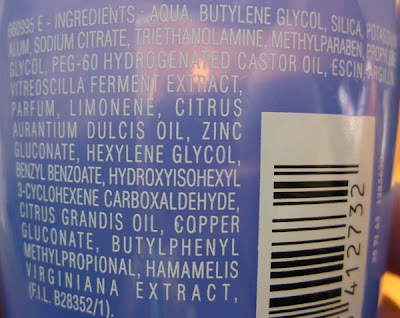 660995 E - INGREDIENTS : AQUA, BUTYLENE GLYCOL, SILICA,
ALUM, SODIUM CITRATE, TRIETHANOLAMINE, METHYLPARABEN,
GLYCOL, PEG-60 HYDROGENATED CASTOR OIL, ESCIN,
VITREOSCILLA FERMENT EXTRACT,
PARFUM, LIMONENE, CITRUS
AURANTIUM DULCIS OIL, ZINC
GLUCONATE, HEXYLENE GLYCOL,
BENZYL BENZOATE, HYDROXYISOHEXYL
3-CYCLOHEXENE CARBOXALDEHYDE,
CITRUS GRANDIS OIL, COPPER
GLUCONATE, BUTYLPHENYL
METHYLPROPIONAL, HAMAMELIS
VIRGINIANA EXTRACT,
(F.I.L. B28352/1).
412732